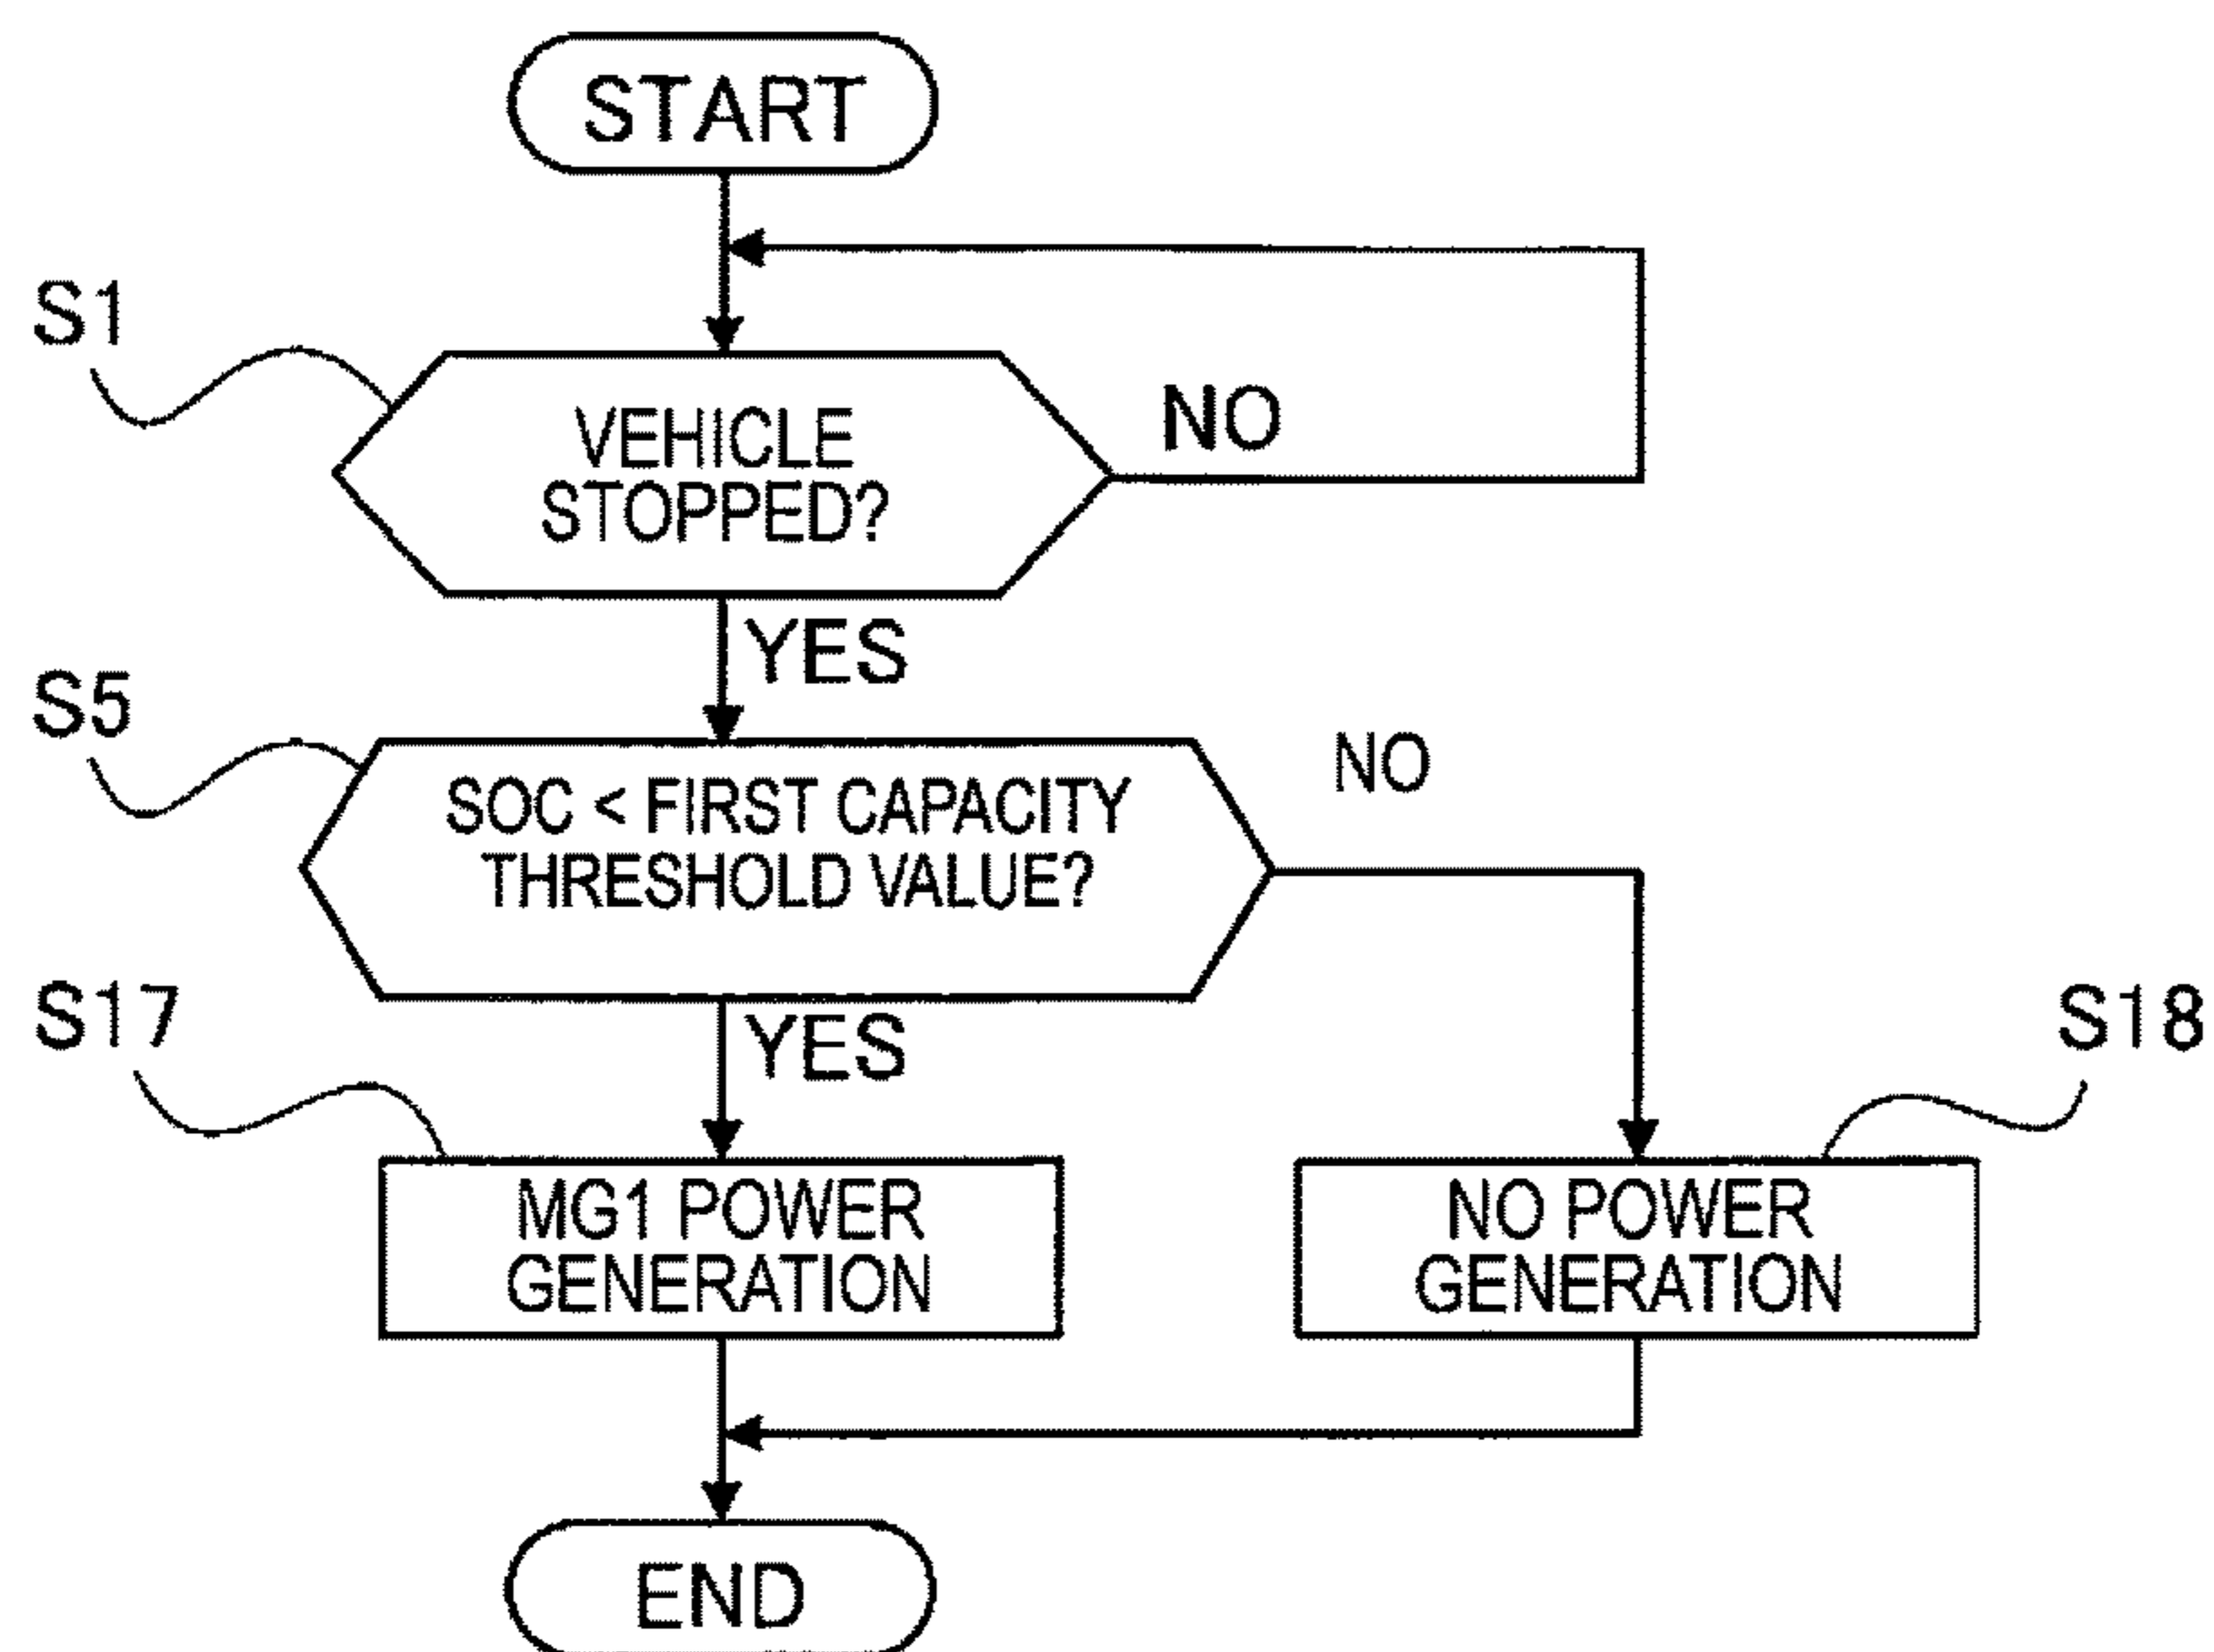 START
S1
VEHICLE
STOPPED?
NO
YES
S5
SOC < FIRST CAPACITY
THRESHOLD VALUE?
NO
YES
S17
MG1 POWER
GENERATION
S18
NO POWER
GENERATION
END